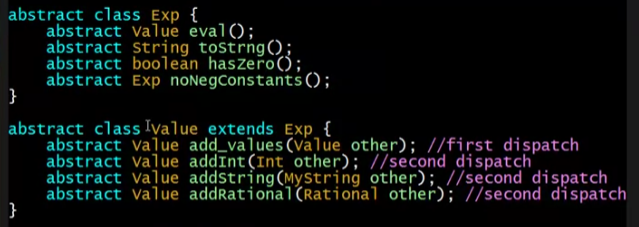 abstract class Exp {
    abstract Value eval();
    abstract String toStrng();
    abstract boolean hasZero();
    abstract Exp noNegConstants();
}
abstract class Value extends Exp {
    abstract Value add_values(Value other); //first dispatch
    abstract Value addInt(Int other); //second dispatch
    abstract Value addString(MyString other); //second dispatch
    abstract Value addRational(Rational other); //second dispatch
}